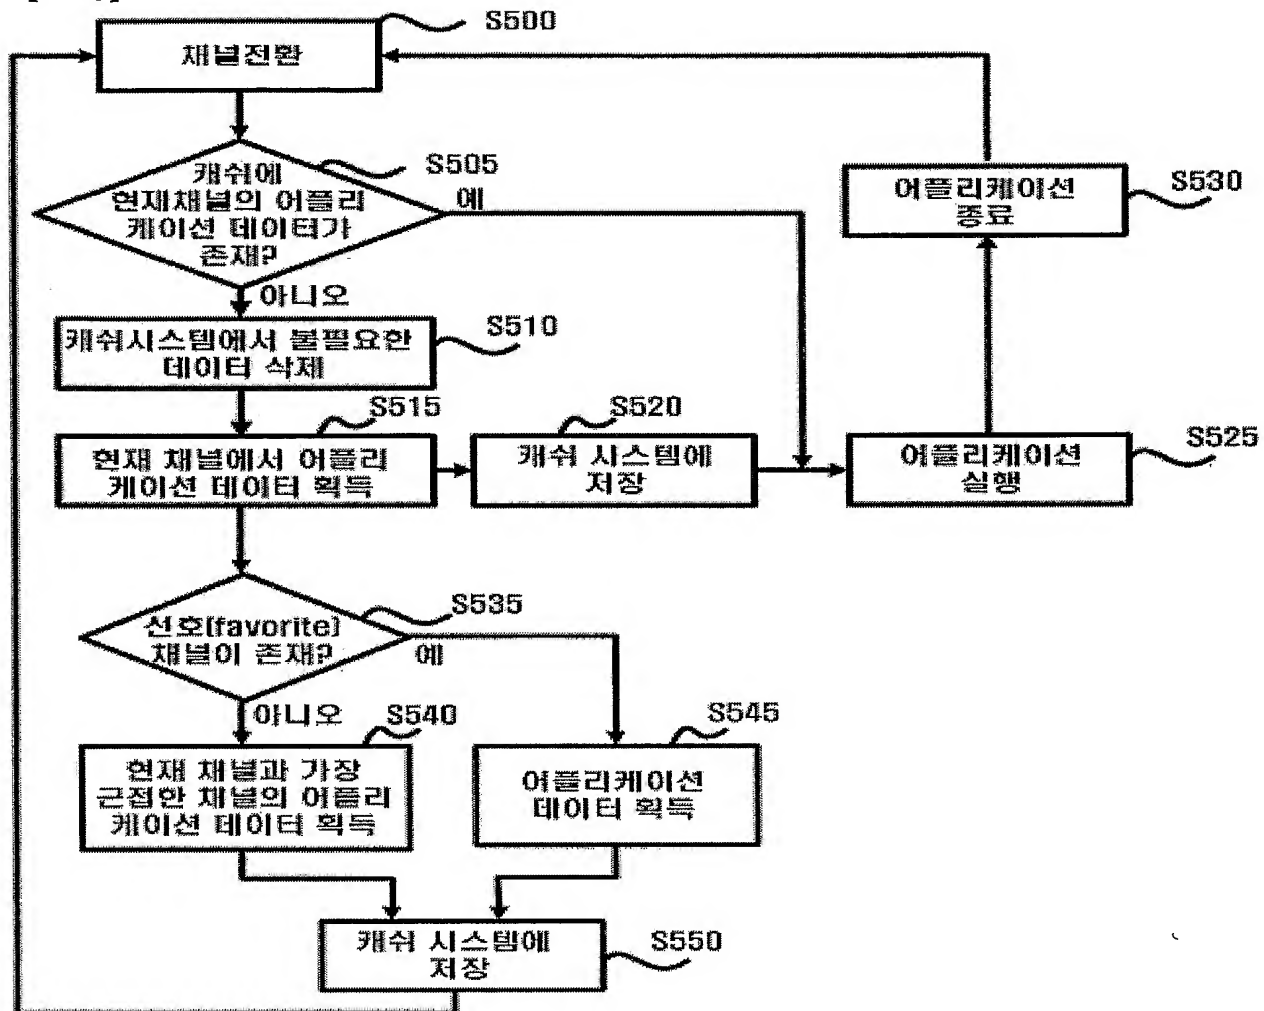 S500
채널전환
S505
캐쉬에
현재채널의 어플리
케이션 데이터가
존재?
예
아니오
어플리케이션
종료
S530
캐쉬시스템에서 불필요한
데이터 삭제
S510
S515
현재 채널에서 어플리
케이션 데이터 획득
S520
캐쉬 시스템에
저장
어플리케이션
실행
S525
선호(favorite)
채널이 존재?
S535
예
아니오
S540
현재 채널과 가장
근접한 채널의 어플리
케이션 데이터 획득
S545
어플리케이션
데이터 획득
캐쉬 시스템에
저장
S550